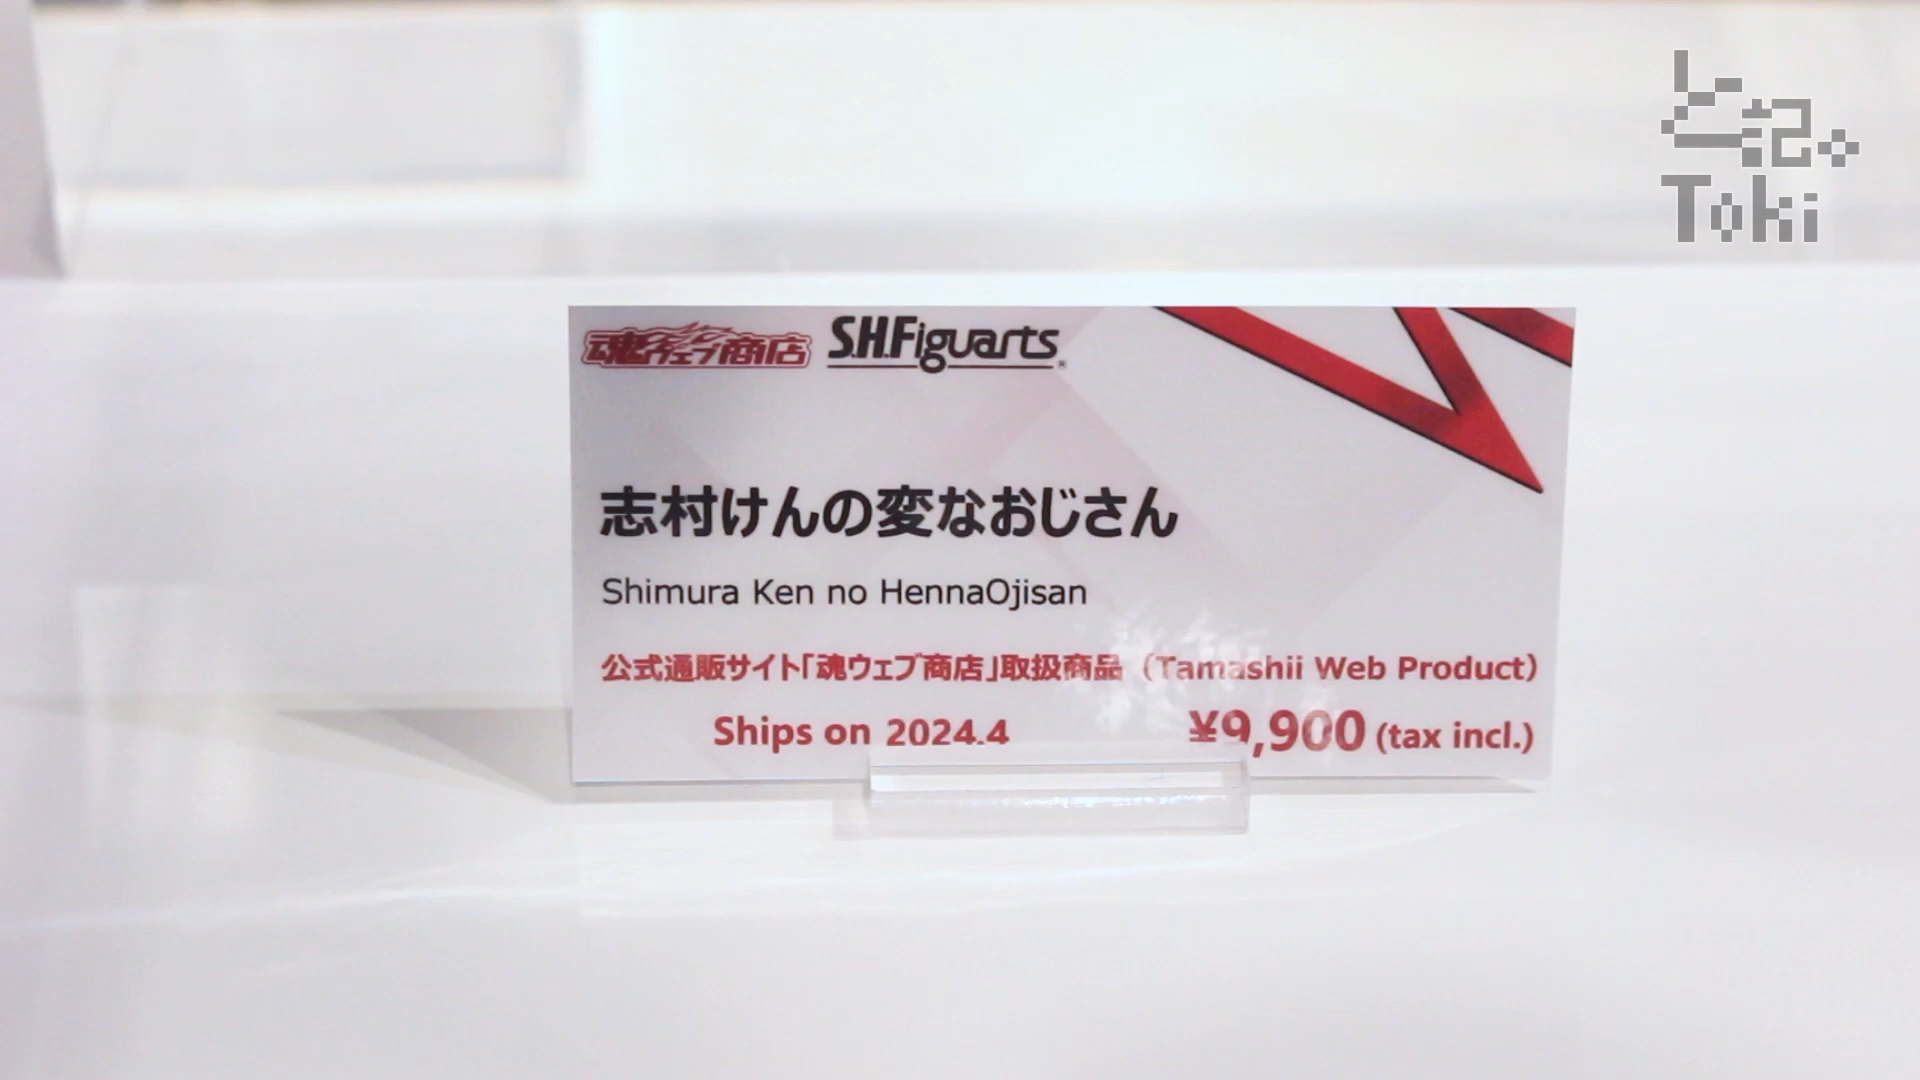 と記。
Toki
魂ウェブ商店 S.H.Figuarts®
志村けんの変なおじさん
Shimura Ken no HennaOjisan
公式通販サイト「魂ウェブ商店」取扱商品（Tamashii Web Product）
Ships on 2024.4 ¥9,900 (tax incl.)